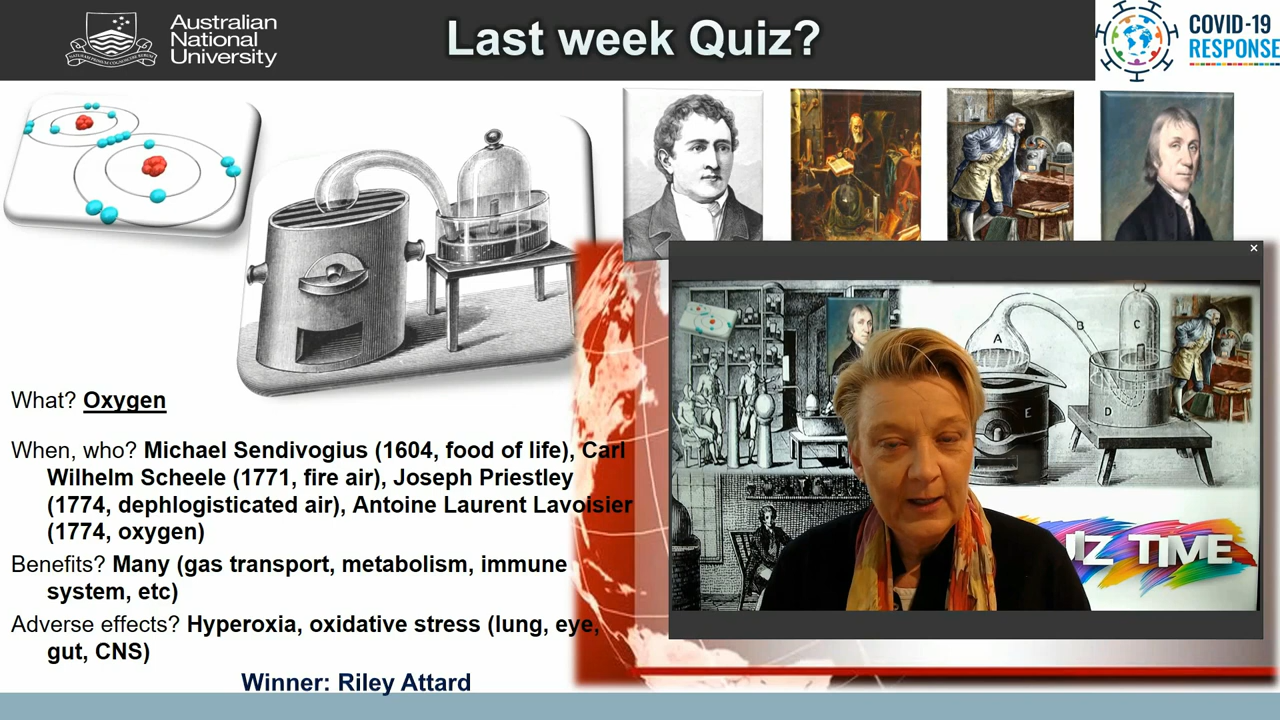 Australian
National
University
Last week Quiz?
COVID-19
RESPONSE
What? Oxygen
When, who? Michael Sendivogius (1604, food of life), Carl
Wilhelm Scheele (1771, fire air), Joseph Priestley
(1774, dephlogisticated air), Antoine Laurent Lavoisier
(1774, oxygen)
Benefits? Many (gas transport, metabolism, immune
system, etc)
Adverse effects? Hyperoxia, oxidative stress (lung, eye,
gut, CNS)
Winner: Riley Attard
A
B
C
D
E
IZ TIME